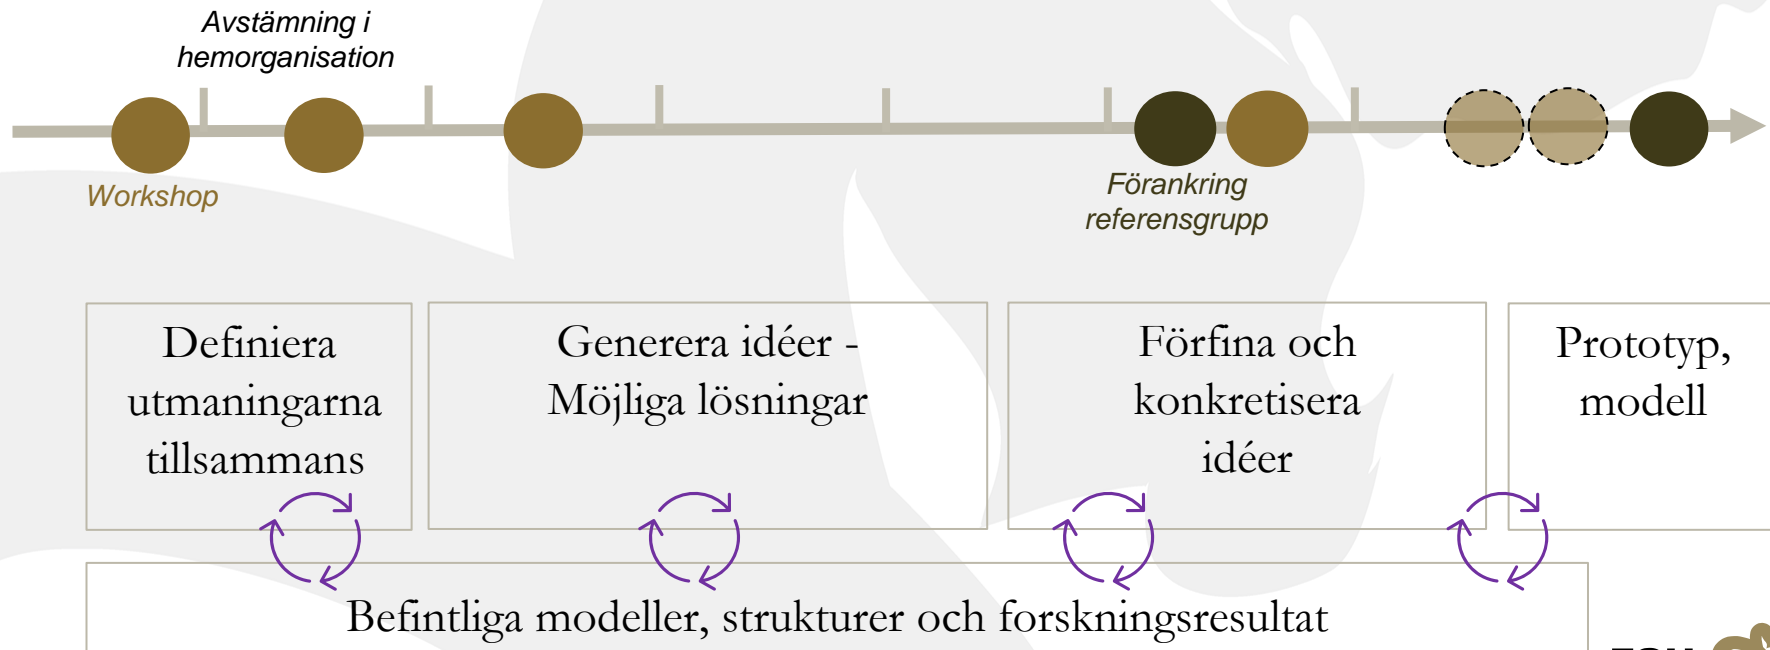 Avstämning i
hemorganisation
Workshop
Förankring
referensgrupp
Definiera
utmaningarna
tillsammans
Generera idéer -
Möjliga lösningar
Förfina och
konkretisera
idéer
Prototyp,
modell
Befintliga modeller, strukturer och forskningsresultat